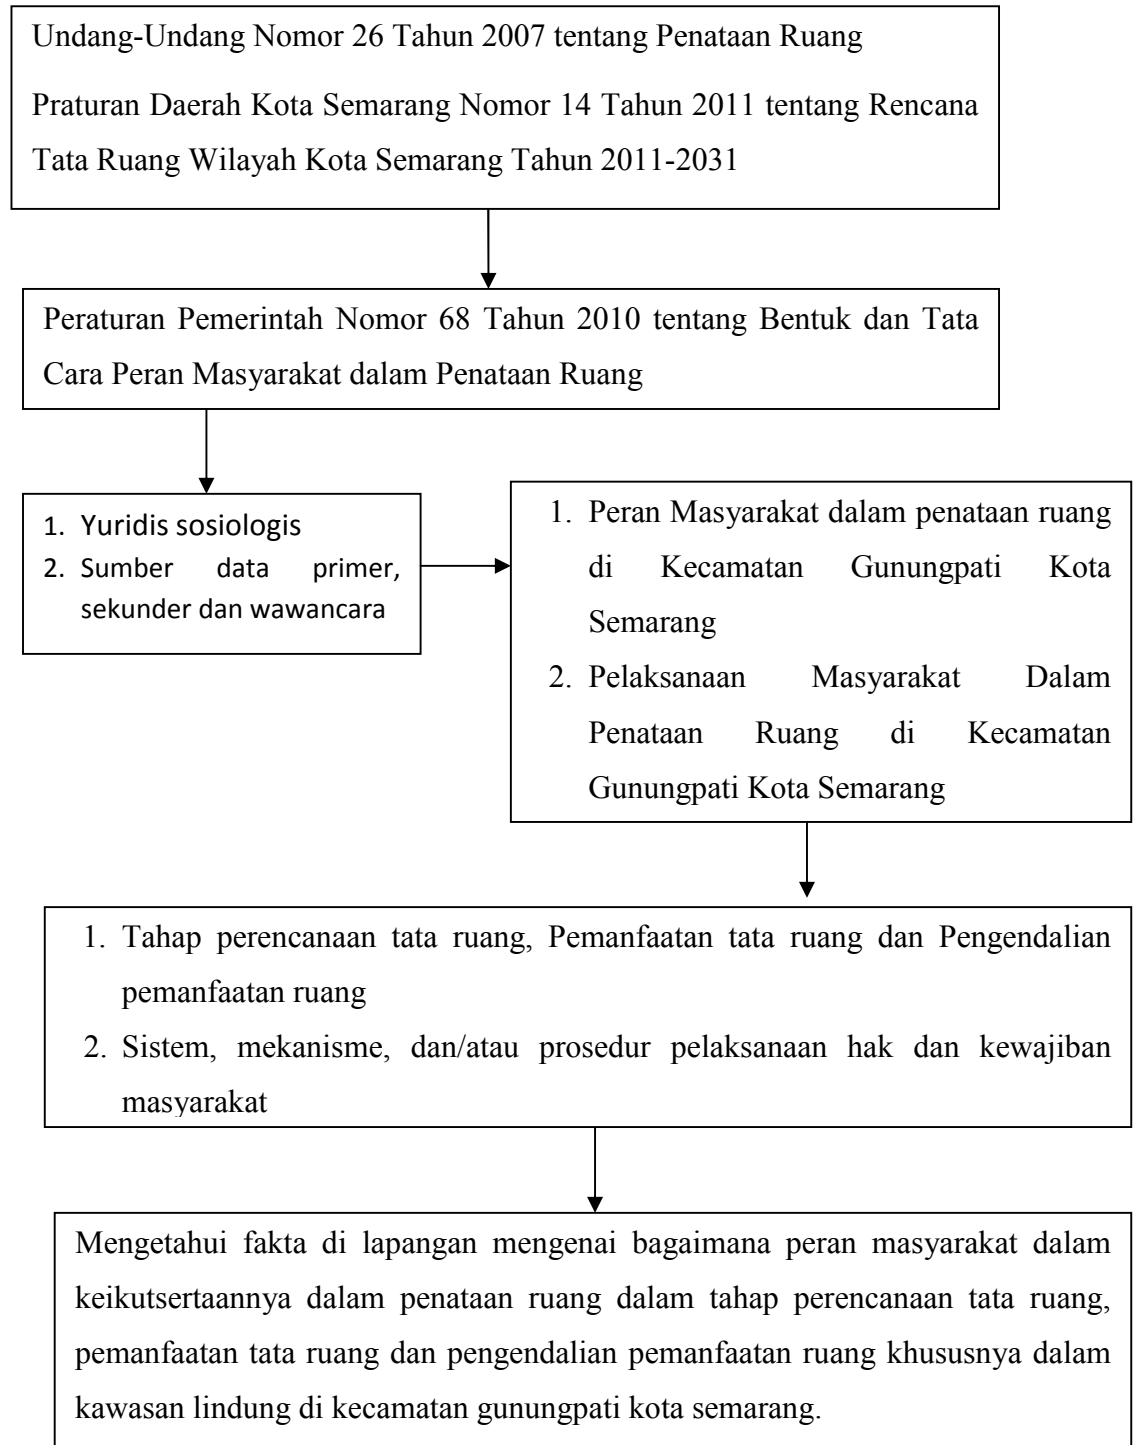 Undang-Undang Nomor 26 Tahun 2007 tentang Penataan Ruang
Praturan Daerah Kota Semarang Nomor 14 Tahun 2011 tentang Rencana
Tata Ruang Wilayah Kota Semarang Tahun 2011-2031
Peraturan Pemerintah Nomor 68 Tahun 2010 tentang Bentuk dan Tata
Cara Peran Masyarakat dalam Penataan Ruang
1. Yuridis sosiologis
2. Sumber data primer,
sekunder dan wawancara
1. Peran Masyarakat dalam penataan ruang
di Kecamatan Gunungpati Kota
Semarang
2. Pelaksanaan Masyarakat Dalam
Penataan Ruang di Kecamatan
Gunungpati Kota Semarang
1. Tahap perencanaan tata ruang, Pemanfaatan tata ruang dan Pengendalian
pemanfaatan ruang
2. Sistem, mekanisme, dan/atau prosedur pelaksanaan hak dan kewajiban
masyarakat
Mengetahui fakta di lapangan mengenai bagaimana peran masyarakat dalam
keikutsertaannya dalam penataan ruang dalam tahap perencanaan tata ruang,
pemanfaatan tata ruang dan pengendalian pemanfaatan ruang khususnya dalam
kawasan lindung di kecamatan gunungpati kota semarang.